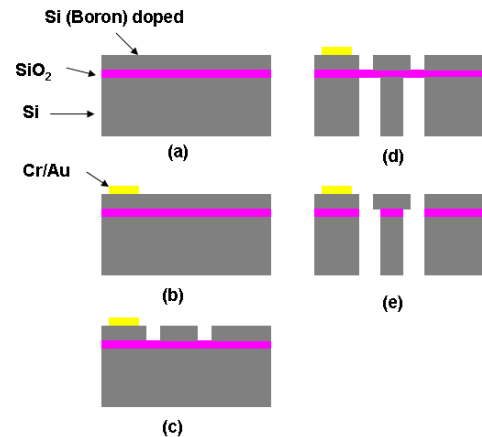 Si (Boron) doped
SiO₂
Si
(a)
(d)
Cr/Au
(b)
(e)
(c)